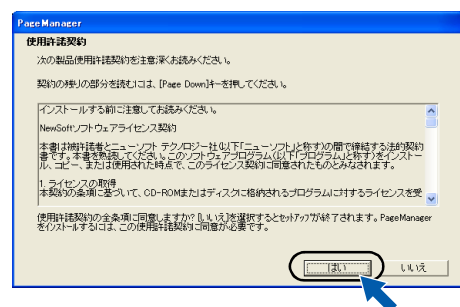 PageManager
使用許諾契約
次の製品使用許諾契約を注意深くお読みください。
契約の残りの部分を読むには、[Page Down]キーを押してください。
インストールする前に注意してお読みください。
NewSoftソフトウェアライセンス契約
本書は被許諾者とニューソフト テクノロジー社(以下「ニューソフト」と称す)の間で締結する法的契約
書です。本書を熟読してください。このソフトウェアプログラム(以下「プログラム」と称す)をインストー
ル、コピー、または使用された時点で、このライセンス契約に同意されたものとみなされます。
1. ライセンスの取得
本契約の条項に基づいて、CD-ROMまたはディスクに格納されるプログラムに対するライセンスを受
使用許諾契約の全条項に同意しますか? [いいえ]を選択するとセットアップが終了されます。PageManager
をインストールするには、この使用許諾契約に同意が必要です。
はい
いいえ